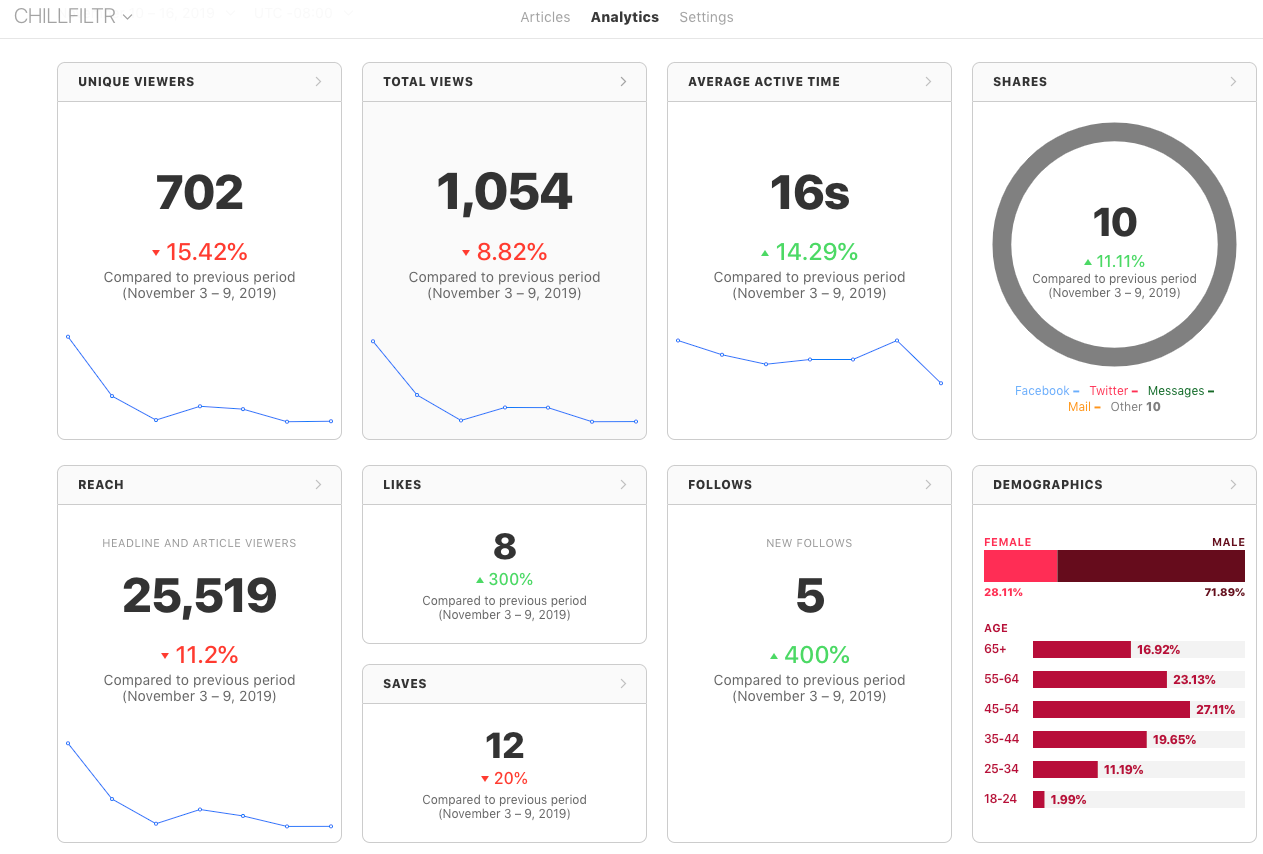 CHILLFILTR
10 – 16, 2019 UTC -08:00
Articles Analytics Settings
UNIQUE VIEWERS
702
15.42%
Compared to previous period
(November 3 – 9, 2019)
TOTAL VIEWS
1,054
8.82%
Compared to previous period
(November 3 – 9, 2019)
AVERAGE ACTIVE TIME
16s
14.29%
Compared to previous period
(November 3 – 9, 2019)
SHARES
10
11.11%
Compared to previous period
(November 3 – 9, 2019)
Facebook – Twitter – Messages –
Mail – Other 10
REACH
HEADLINE AND ARTICLE VIEWERS
25,519
11.2%
Compared to previous period
(November 3 – 9, 2019)
LIKES
8
300%
Compared to previous period
(November 3 – 9, 2019)
SAVES
12
20%
Compared to previous period
(November 3 – 9, 2019)
FOLLOWS
NEW FOLLOWS
5
400%
Compared to previous period
(November 3 – 9, 2019)
DEMOGRAPHICS
FEMALE MALE
28.11% 71.89%
AGE
65+ 16.92%
55-64 23.13%
45-54 27.11%
35-44 19.65%
25-34 11.19%
18-24 1.99%